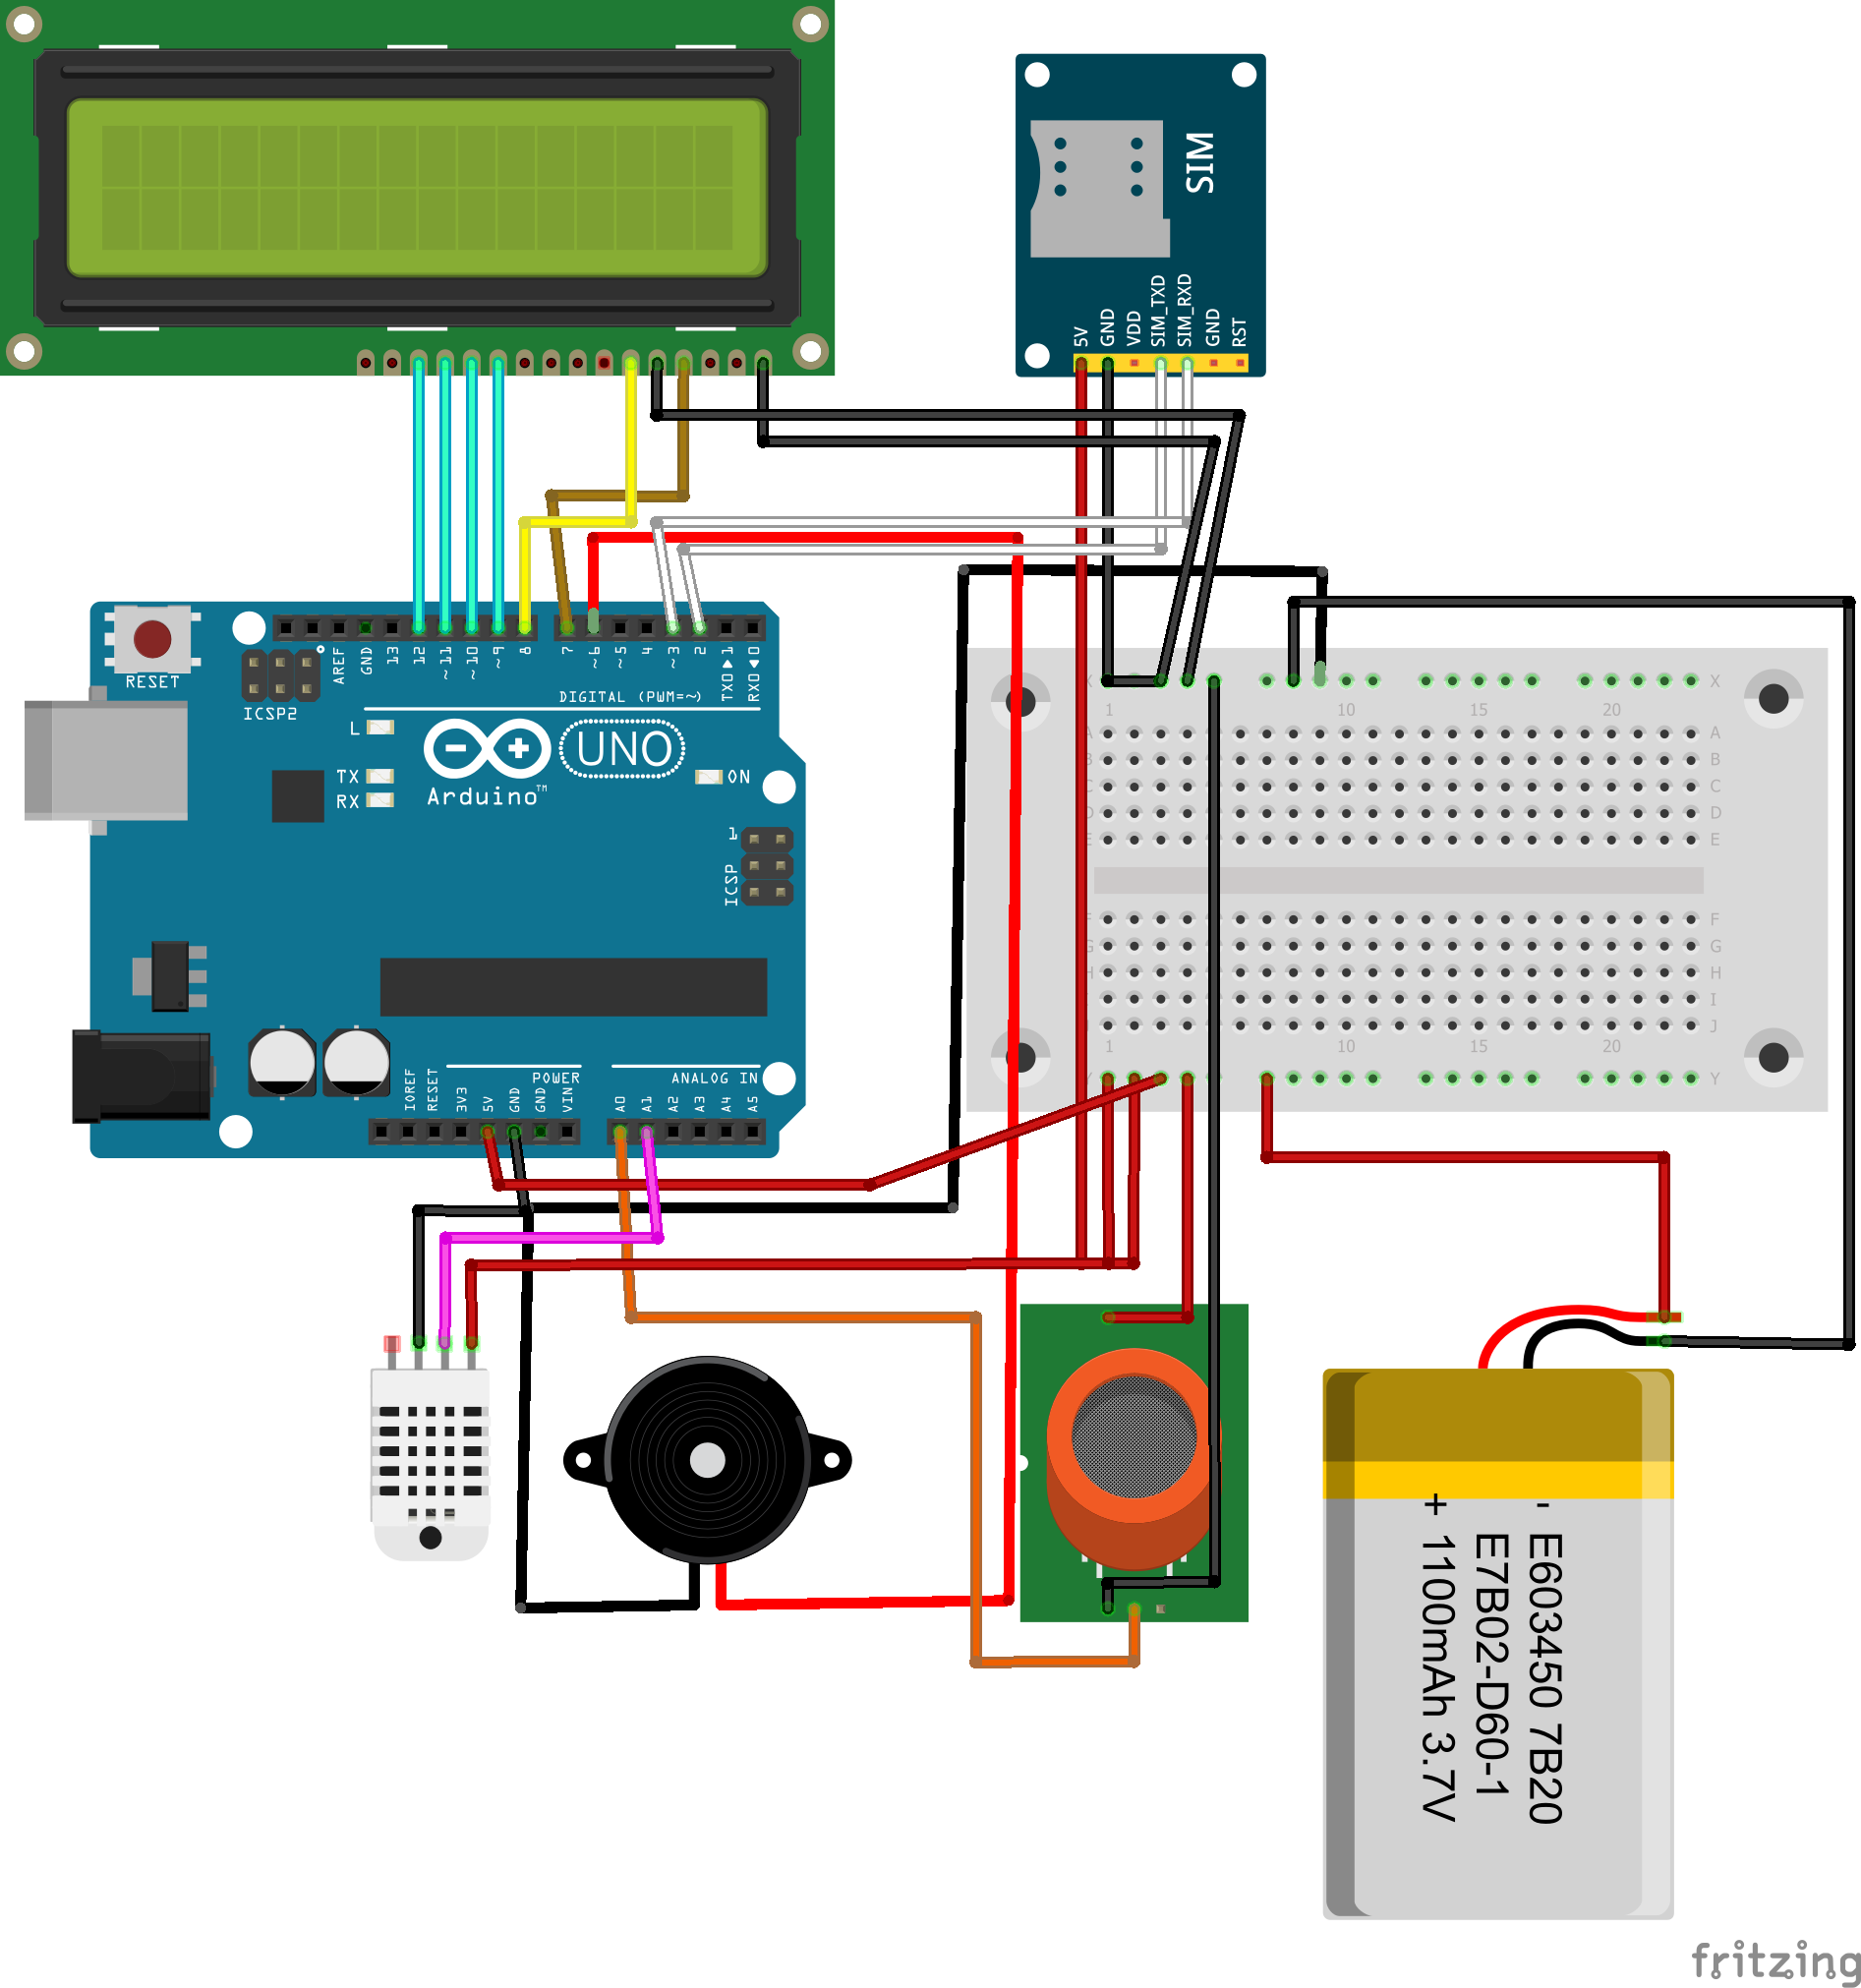 SIM
5V
GND
VDD
SIM_TXD
SIM_RXD
GND
RST
RESET
ICSP2
AREF
GND
13
12
~11
~10
~9
8
7
~6
~5
4
~3
2
TX0 1
RX0 0
DIGITAL (PWM=~)
L
TX
RX
Arduino™
UNO
ON
1
ICSP
POWER
ANALOG IN
IOREF
RESET
3V3
5V
GND
GND
VIN
A0
A1
A2
A3
A4
A5
X
1 10 15 20
A A
B B
C C
D D
E E
F F
G G
H H
I I
J J
1 10 15 20
Y Y
- E603450 7B20
E7B02-D60-1
+ 1100mAh 3.7V
fritzing